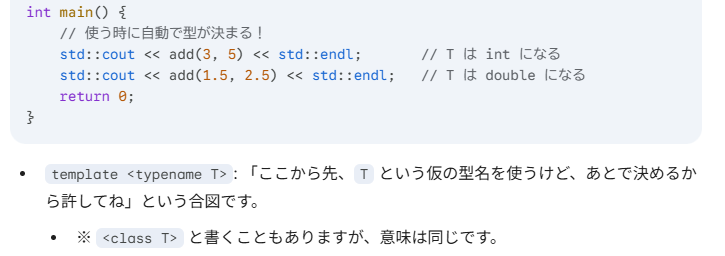 int main() {
    // 使う時に自動で型が決まる！
    std::cout << add(3, 5) << std::endl;       // T は int になる
    std::cout << add(1.5, 2.5) << std::endl;   // T は double になる
    return 0;
}
• template <typename T>: 「ここから先、 T という仮の型名を使うけど、あとで決めるか
ら許してね」という合図です。
• ※ <class T> と書くこともありますが、意味は同じです。